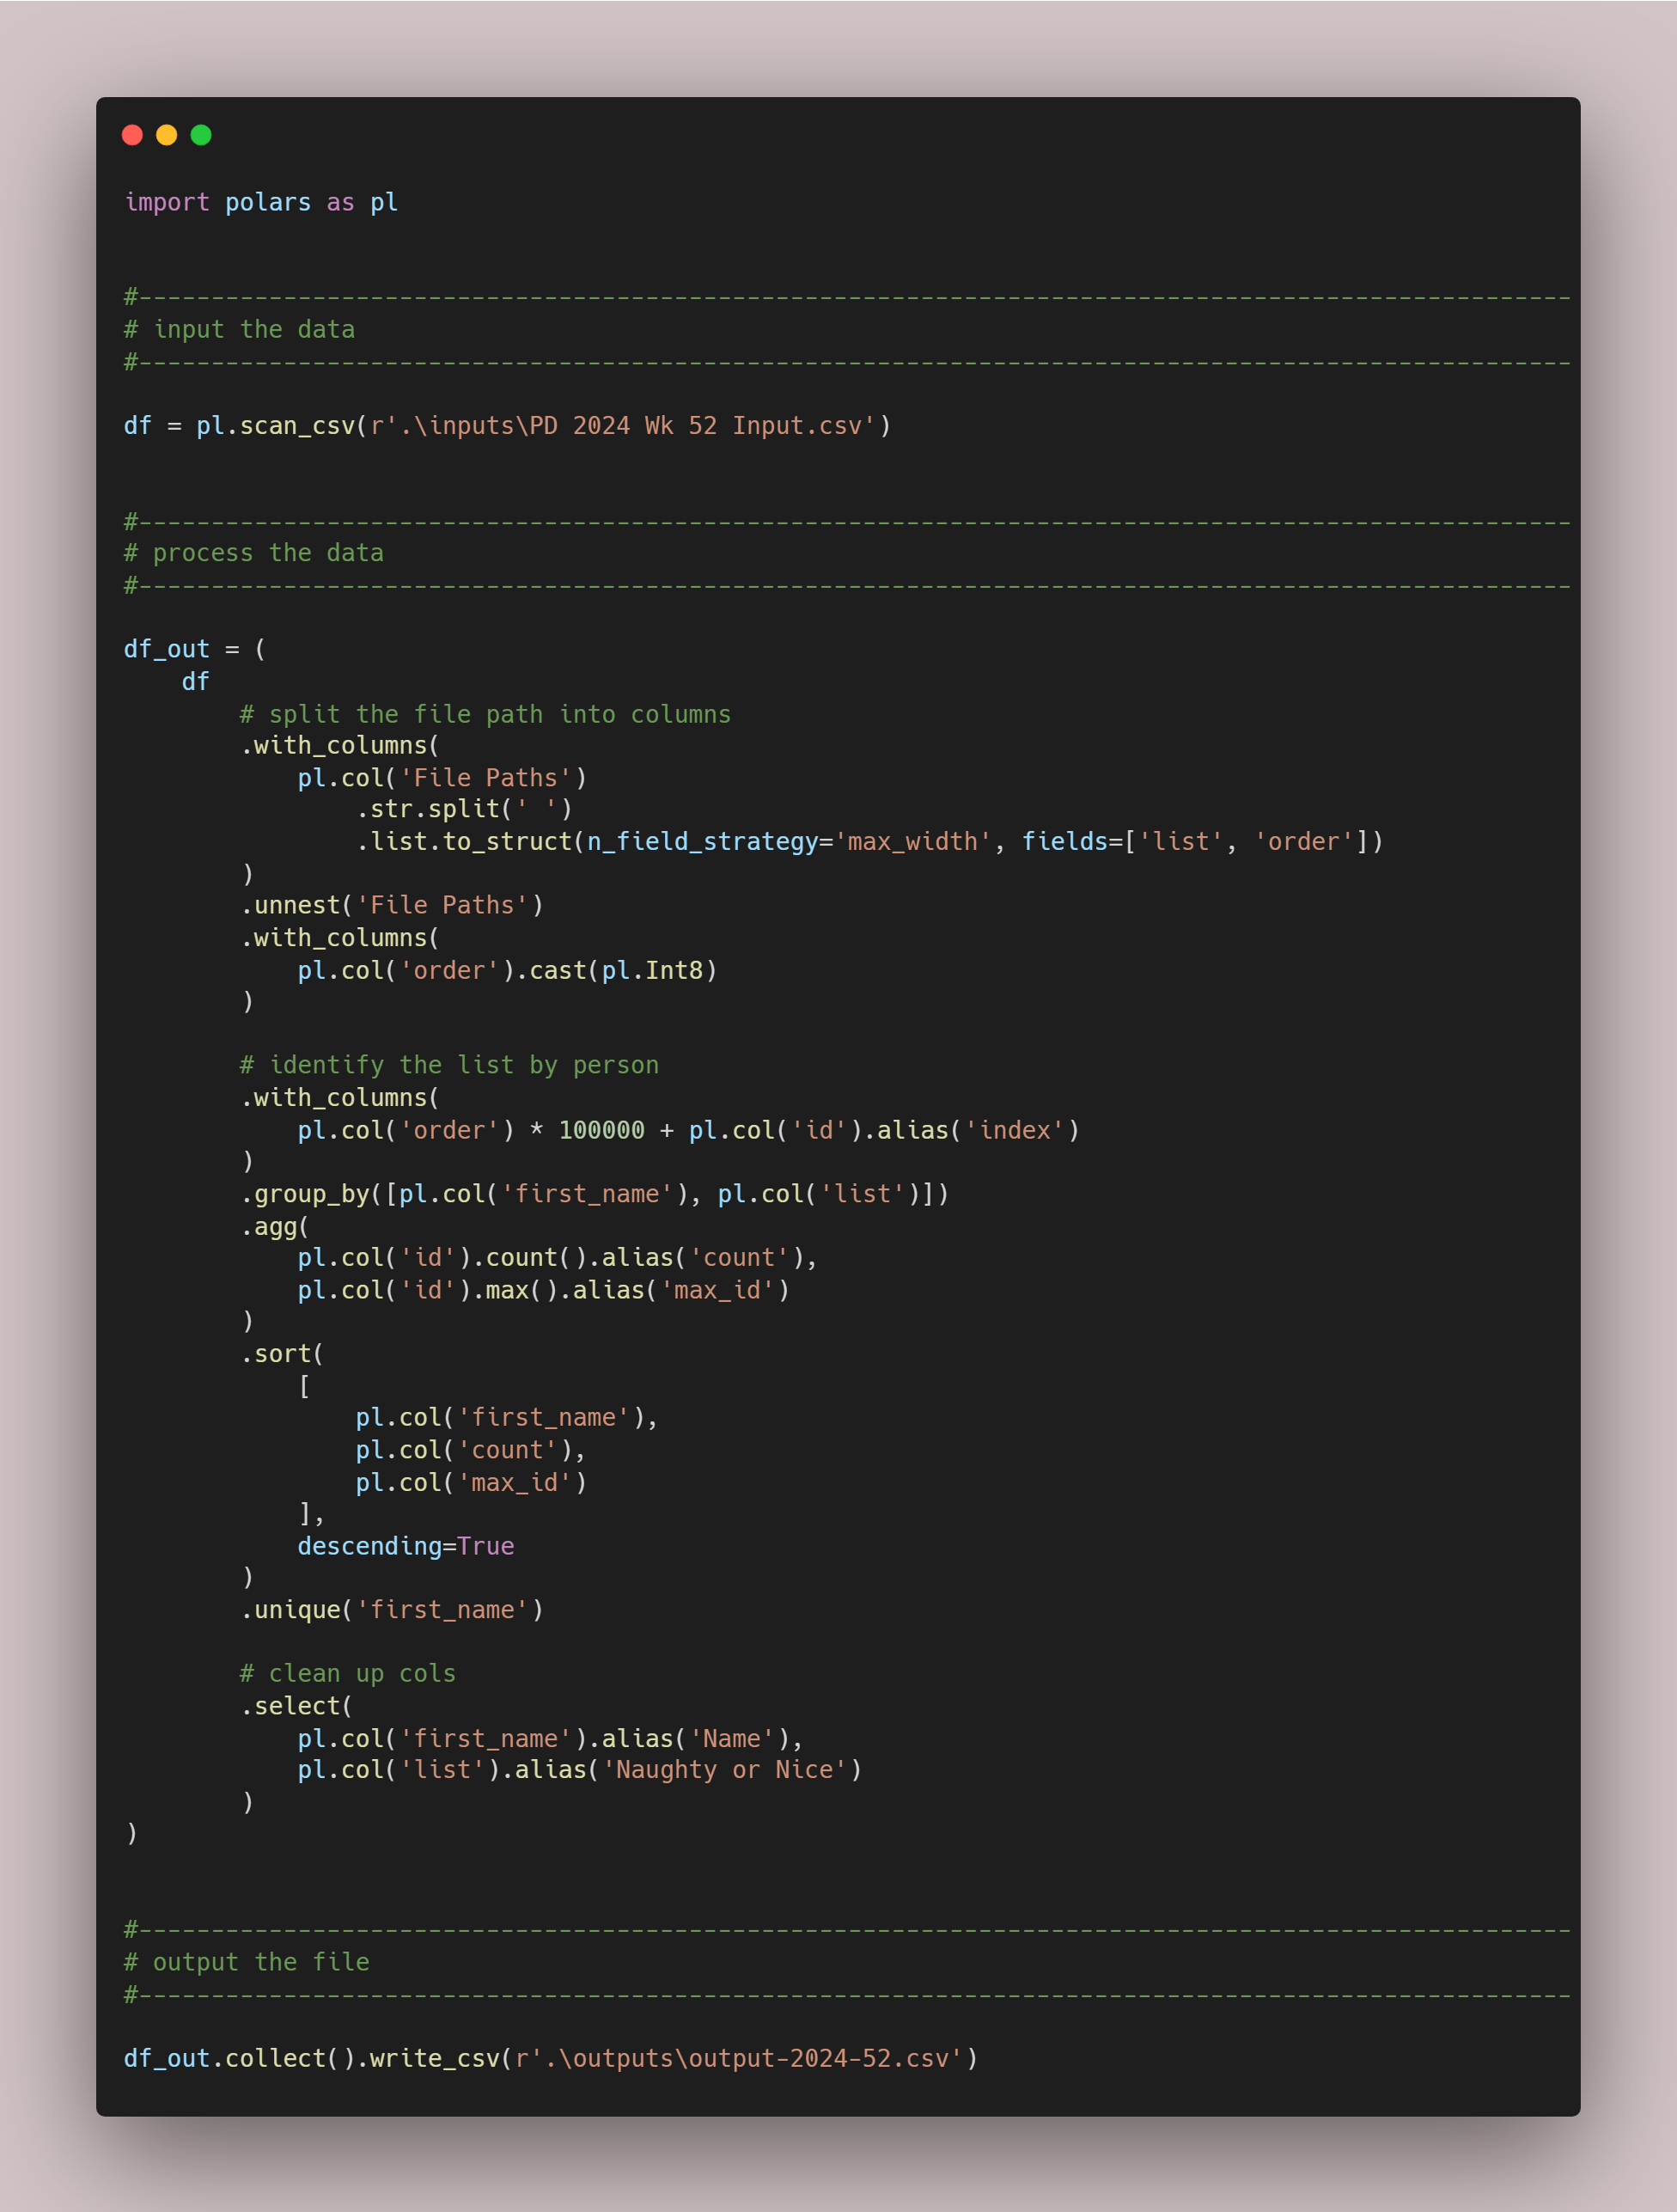 import polars as pl
#---------------------------------------------------------------------------------------------------
# input the data
#---------------------------------------------------------------------------------------------------
df = pl.scan_csv(r'.\inputs\PD 2024 Wk 52 Input.csv')
#---------------------------------------------------------------------------------------------------
# process the data
#---------------------------------------------------------------------------------------------------
df_out = (
    df
        # split the file path into columns
        .with_columns(
            pl.col('File Paths')
                .str.split(' ')
                .list.to_struct(n_field_strategy='max_width', fields=['list', 'order'])
        )
        .unnest('File Paths')
        .with_columns(
            pl.col('order').cast(pl.Int8)
        )
        # identify the list by person
        .with_columns(
            pl.col('order') * 100000 + pl.col('id').alias('index')
        )
        .group_by([pl.col('first_name'), pl.col('list')])
        .agg(
            pl.col('id').count().alias('count'),
            pl.col('id').max().alias('max_id')
        )
        .sort(
            [
                pl.col('first_name'),
                pl.col('count'),
                pl.col('max_id')
            ],
            descending=True
        )
        .unique('first_name')
        # clean up cols
        .select(
            pl.col('first_name').alias('Name'),
            pl.col('list').alias('Naughty or Nice')
        )
)
#---------------------------------------------------------------------------------------------------
# output the file
#---------------------------------------------------------------------------------------------------
df_out.collect().write_csv(r'.\outputs\output-2024-52.csv')